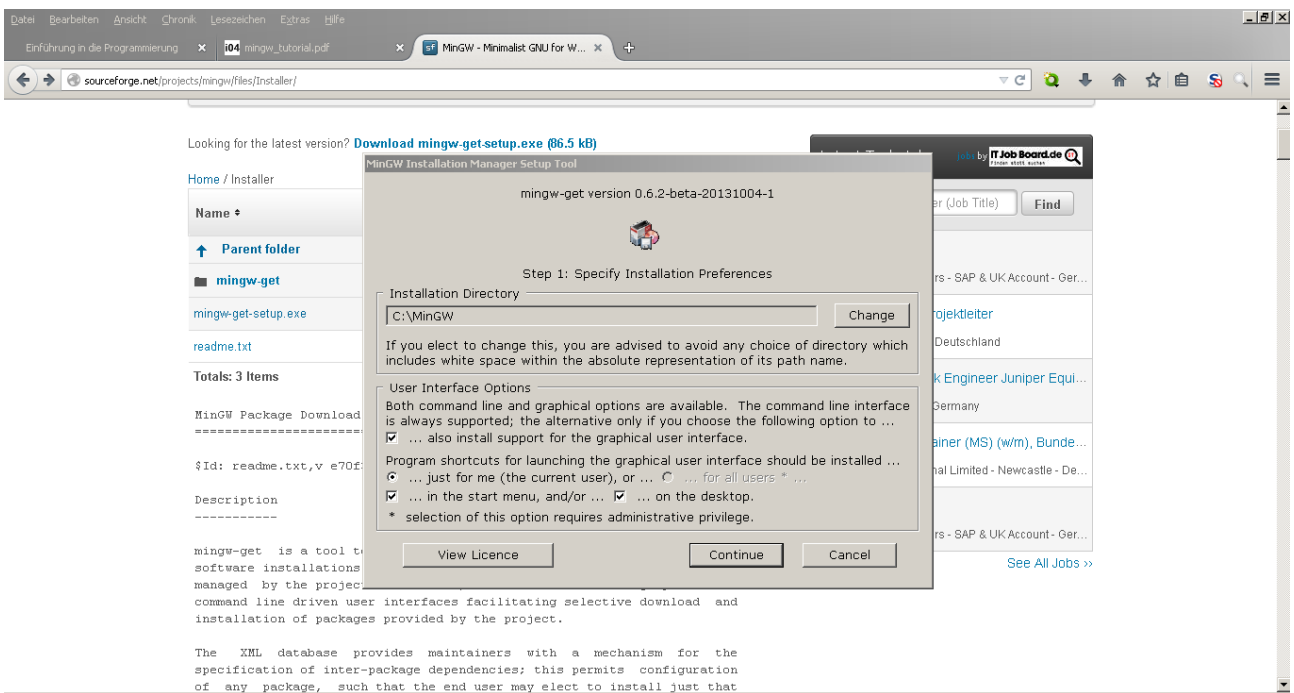 Datei Bearbeiten Ansicht Chronik Lesezeichen Extras Hilfe
Einführung in die Programmierung
i04 mingw_tutorial.pdf
sf MinGW - Minimalist GNU for W...
sourceforge.net/projects/mingw/files/Installer/
Looking for the latest version? Download mingw-get-setup.exe (86.5 kB)
Home / Installer
Name
Parent folder
mingw-get
mingw-get-setup.exe
readme.txt
Totals: 3 Items
MinGW Package Download
$Id: readme.txt,v e70f
Description
mingw-get is a tool t
software installations
managed by the projec
command line driven user interfaces facilitating selective download and
installation of packages provided by the project.
The XML database provides maintainers with a mechanism for the
specification of inter-package dependencies; this permits configuration
of any package, such that the end user may elect to install just that
MinGW Installation Manager Setup Tool
mingw-get version 0.6.2-beta-20131004-1
Step 1: Specify Installation Preferences
Installation Directory
C:\MinGW
Change
If you elect to change this, you are advised to avoid any choice of directory which
includes white space within the absolute representation of its path name.
User Interface Options
Both command line and graphical options are available. The command line interface
is always supported; the alternative only if you choose the following option to ...
... also install support for the graphical user interface.
Program shortcuts for launching the graphical user interface should be installed ...
... just for me (the current user), or ... ... for all users * ...
... in the start menu, and/or ... ... on the desktop.
* selection of this option requires administrative privilege.
View Licence
Continue
Cancel
by IT Job Board.de
Finden statt suchen
er (Job Title)
Find
rs - SAP & UK Account - Ger...
rojektleiter
Deutschland
k Engineer Juniper Equi...
Germany
ainer (MS) (w/m), Bunde...
nal Limited - Newcastle - De...
rs - SAP & UK Account - Ger...
See All Jobs ››